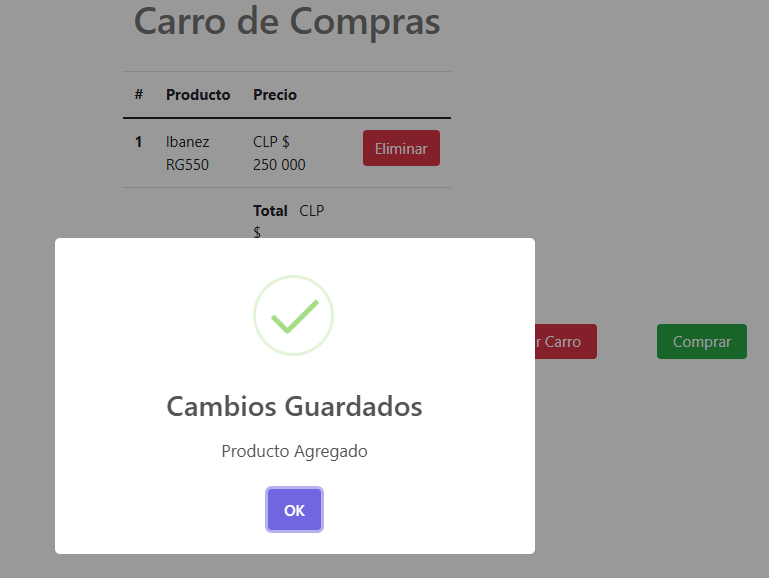 Carro de Compras
# Producto Precio
1 Ibanez RG550 CLP $ 250 000 Eliminar
Total CLP $
r Carro
Comprar
Cambios Guardados
Producto Agregado
OK